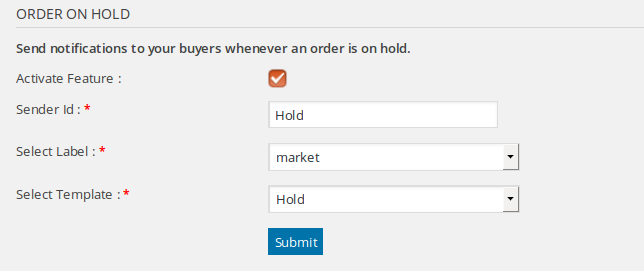 ORDER ON HOLD
Send notifications to your buyers whenever an order is on hold.
Activate Feature :
Sender Id : * Hold
Select Label : * market
Select Template : * Hold
Submit